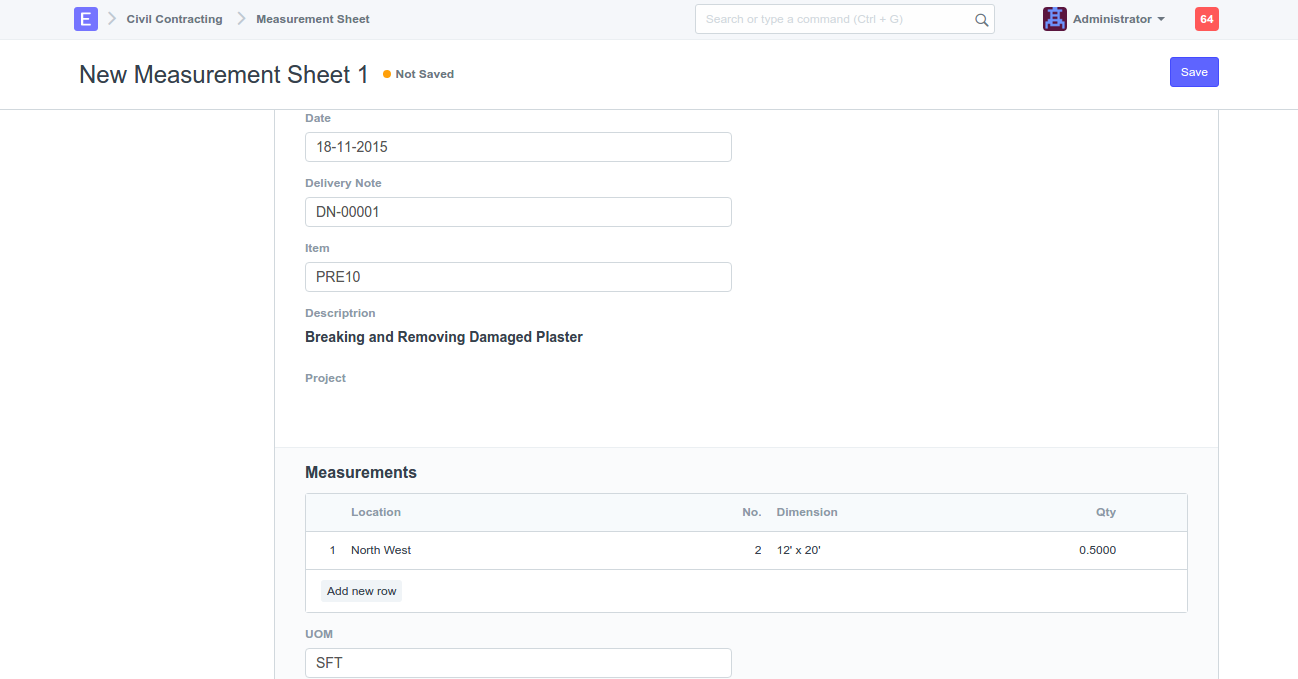 E Civil Contracting Measurement Sheet Search or type a command (Ctrl + G) Administrator 64
New Measurement Sheet 1 Not Saved Save
Date
18-11-2015
Delivery Note
DN-00001
Item
PRE10
Descriptrion
Breaking and Removing Damaged Plaster
Project
Measurements
Location No. Dimension Qty
1 North West 2 12' x 20' 0.5000
Add new row
UOM
SFT